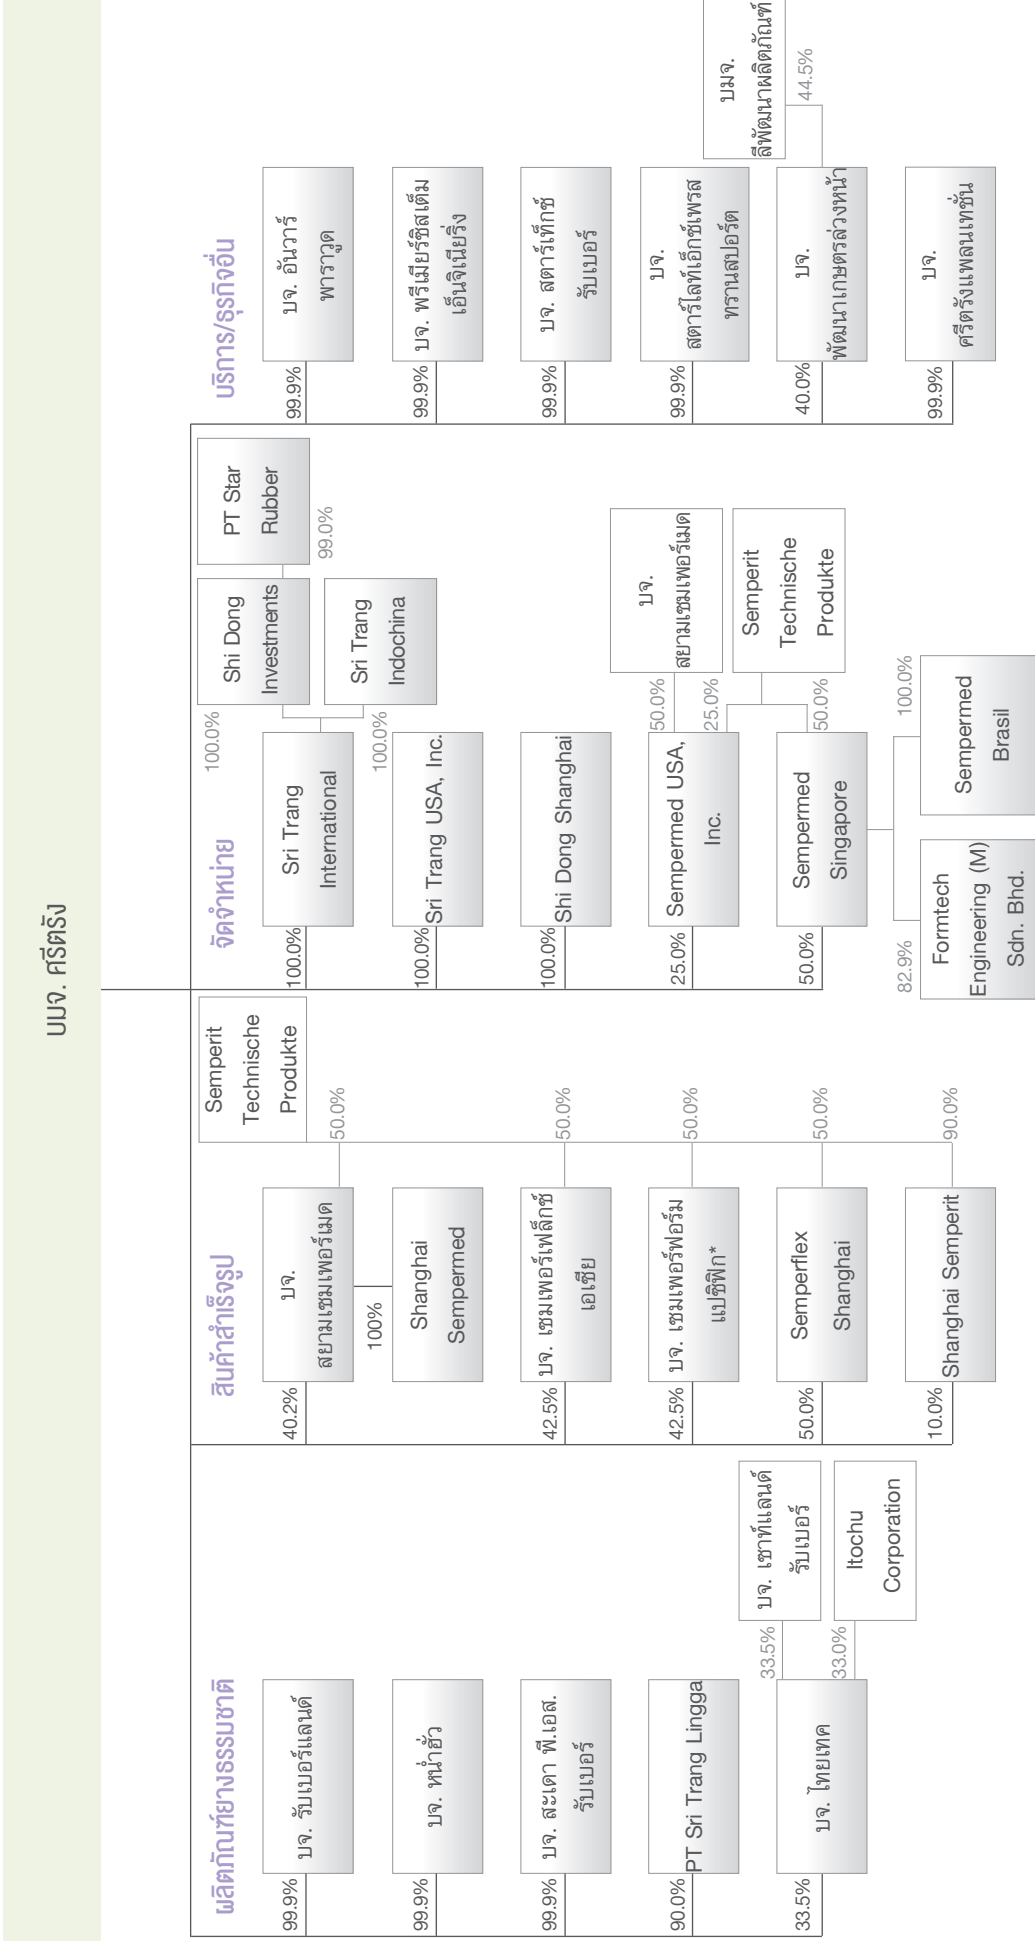 บมจ. ศรีตรัง
ผลิตภัณฑ์ยางธรรมชาติ
99.9%
บจ. รับเบอร์แลนด์
99.9%
บจ. หน่ำฮั่ว
99.9%
บจ. สะเดา พี.เอส.
รับเบอร์
90.0%
PT Sri Trang Lingga
33.5%
บจ. ไทยเทค
33.5%
บจ. เซาท์แลนด์
รับเบอร์
33.0%
Itochu
Corporation
สินค้าสำเร็จรูป
Semperit
Technische
Produkte
40.2%
บจ.
สยามเซมเพอร์เมด
50.0%
100%
Shanghai
Sempermed
42.5%
บจ. เซมเพอร์เฟล็กซ์
เอเชีย
50.0%
42.5%
บจ. เซมเพอร์ฟอร์ม
แปซิฟิก*
50.0%
50.0%
Semperflex
Shanghai
50.0%
10.0%
Shanghai Semperit
90.0%
จัดจำหน่าย
100.0%
Sri Trang
International
100.0%
Shi Dong
Investments
99.0%
PT Star
Rubber
100.0%
Sri Trang
Indochina
100.0%
Sri Trang USA, Inc.
100.0%
Shi Dong Shanghai
25.0%
Sempermed USA,
Inc.
50.0%
บจ.
สยามเซมเพอร์เมด
25.0%
Semperit
Technische
Produkte
50.0%
Sempermed
Singapore
50.0%
82.9%
Formtech
Engineering (M)
Sdn. Bhd.
100.0%
Sempermed
Brasil
บริการ/ธุรกิจอื่น
99.9%
บจ. อันวาร์
พาราวูด
99.9%
บจ. พรีเมียร์ซิสเต็ม
เอ็นจิเนียริ่ง
99.9%
บจ. สตาร์เท็กซ์
รับเบอร์
99.9%
บจ.
สตาร์ไลท์เอ็กซ์เพรส
ทรานสปอร์ต
40.0%
บจ.
พัฒนาเกษตรล่วงหน้า
44.5%
บมจ.
ลีพัฒนาผลิตภัณฑ์
99.9%
บจ.
ศรีตรังแพลนเทชั่น